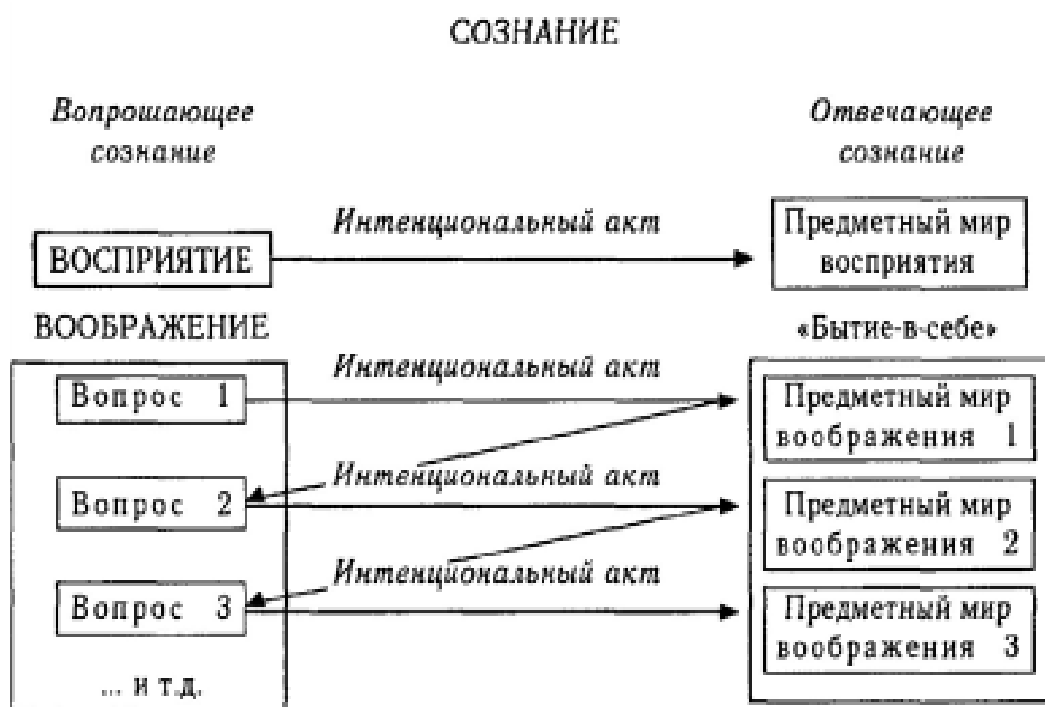 СОЗНАНИЕ
Вопрошающее
сознание
Отвечающее
сознание
Интенциональный акт
ВОСПРИЯТИЕ
Предметный мир
восприятия
ВООБРАЖЕНИЕ
«Бытие-в-себе»
Интенциональный акт
Вопрос 1
Предметный мир
воображения 1
Интенциональный акт
Вопрос 2
Предметный мир
воображения 2
Интенциональный акт
Вопрос 3
Предметный мир
воображения 3
... и т.д.